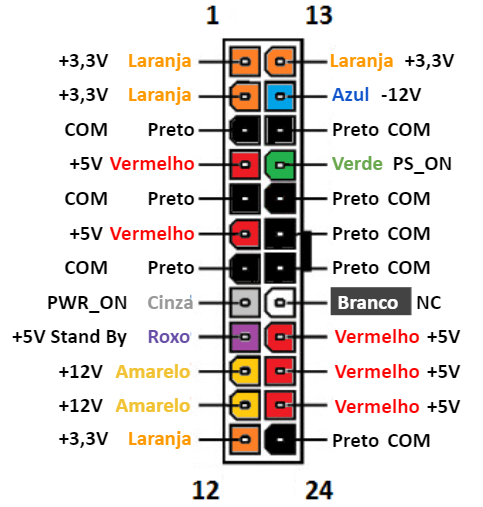 1 13
+3,3V Laranja Laranja +3,3V
+3,3V Laranja Azul -12V
COM Preto Preto COM
+5V Vermelho Verde PS_ON
COM Preto Preto COM
+5V Vermelho Preto COM
COM Preto Preto COM
PWR_ON Cinza Branco NC
+5V Stand By Roxo Vermelho +5V
+12V Amarelo Vermelho +5V
+12V Amarelo Vermelho +5V
+3,3V Laranja Preto COM
12 24